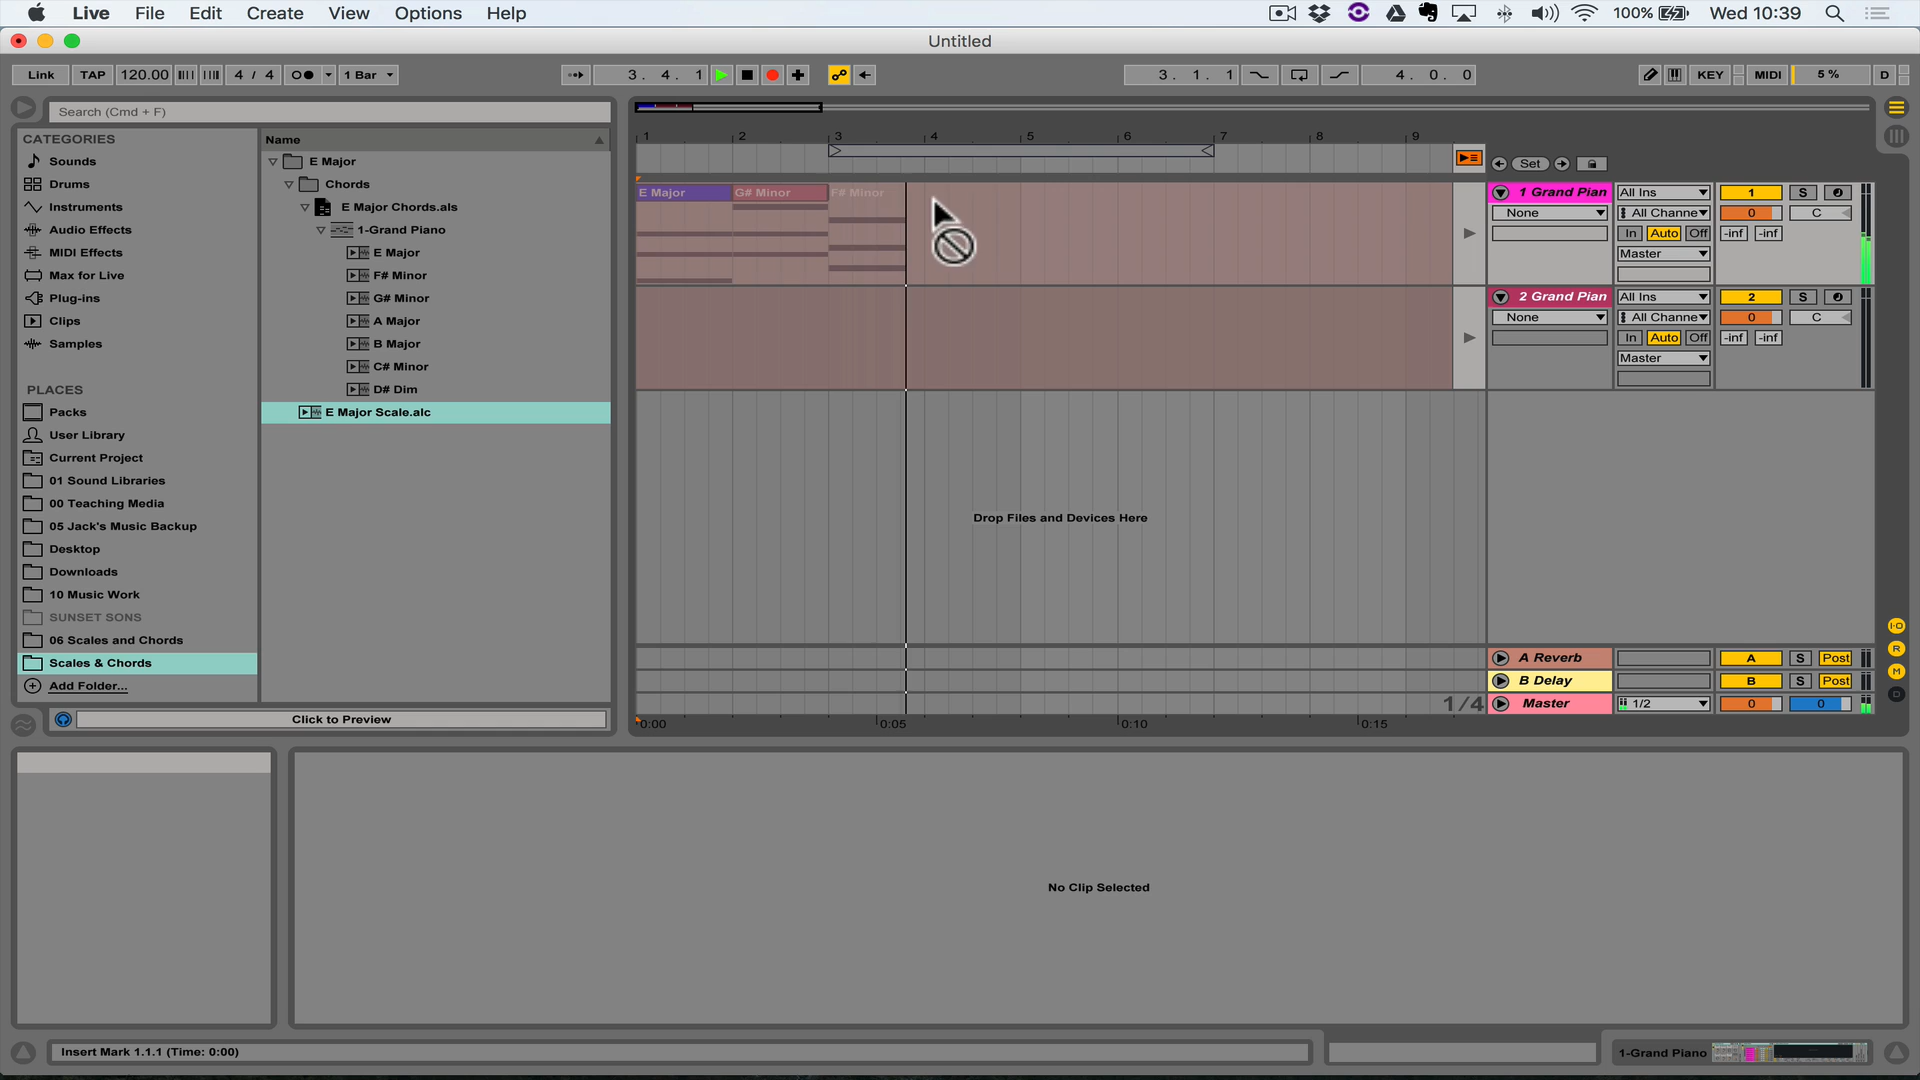 Live File Edit Create View Options Help 100% Wed 10:39
Untitled
Link TAP 120.00 4 / 4 1 Bar 3. 4. 1 3. 1. 1 4. 0. 0 KEY MIDI 5 % D
Search (Cmd + F)
CATEGORIES
Sounds
Drums
Instruments
Audio Effects
MIDI Effects
Max for Live
Plug-ins
Clips
Samples
PLACES
Packs
User Library
Current Project
01 Sound Libraries
00 Teaching Media
05 Jack's Music Backup
Desktop
Downloads
10 Music Work
SUNSET SONS
06 Scales and Chords
Scales & Chords
Add Folder...
Name
E Major
Chords
E Major Chords.als
1-Grand Piano
E Major
F# Minor
G# Minor
A Major
B Major
C# Minor
D# Dim
E Major Scale.alc
Click to Preview
1 2 3 4 5 6 7 8 9
Set
E Major G# Minor F# Minor
1 Grand Pian All Ins 1 S
None All Channe 0 C
In Auto Off -inf -inf
Master
2 Grand Pian All Ins 2 S
None All Channe 0 C
In Auto Off -inf -inf
Master
Drop Files and Devices Here
I·O
R
M
D
A Reverb A S Post
B Delay B S Post
1/4 Master 1/2 0 0
0:00 0:05 0:10 0:15
No Clip Selected
Insert Mark 1.1.1 (Time: 0:00)
1-Grand Piano